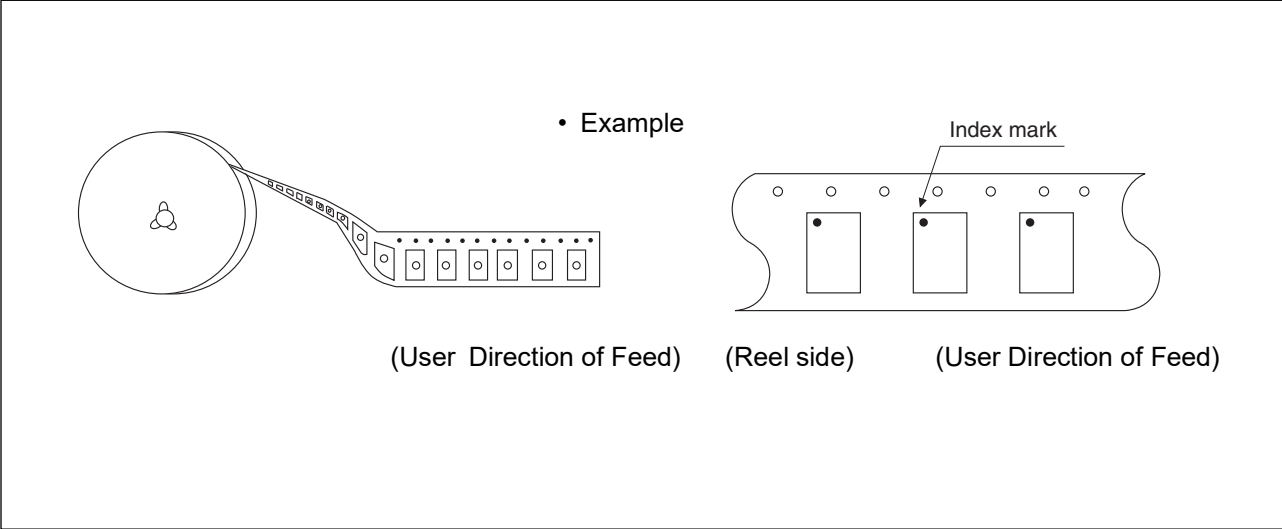 • Example
Index mark
(User Direction of Feed)
(Reel side)
(User Direction of Feed)